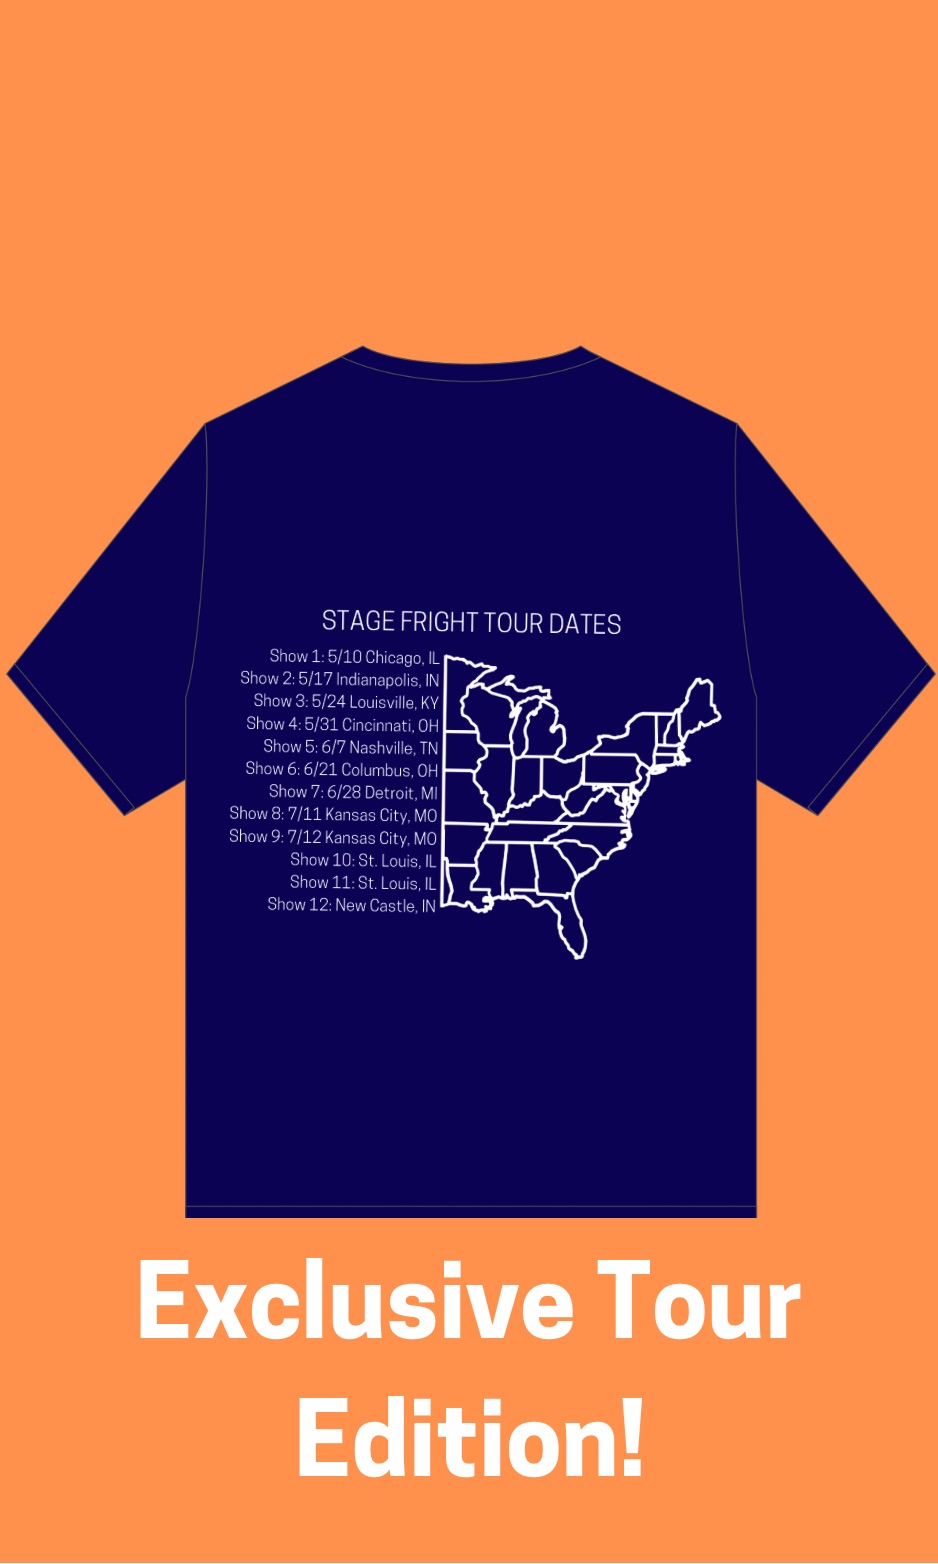 STAGE FRIGHT TOUR DATES
Show 1: 5/10 Chicago, IL
Show 2: 5/17 Indianapolis, IN
Show 3: 5/24 Louisville, KY
Show 4: 5/31 Cincinnati, OH
Show 5: 6/7 Nashville, TN
Show 6: 6/21 Columbus, OH
Show 7: 6/28 Detroit, MI
Show 8: 7/11 Kansas City, MO
Show 9: 7/12 Kansas City, MO
Show 10: St. Louis, IL
Show 11: St. Louis, IL
Show 12: New Castle, IN
Exclusive Tour
Edition!